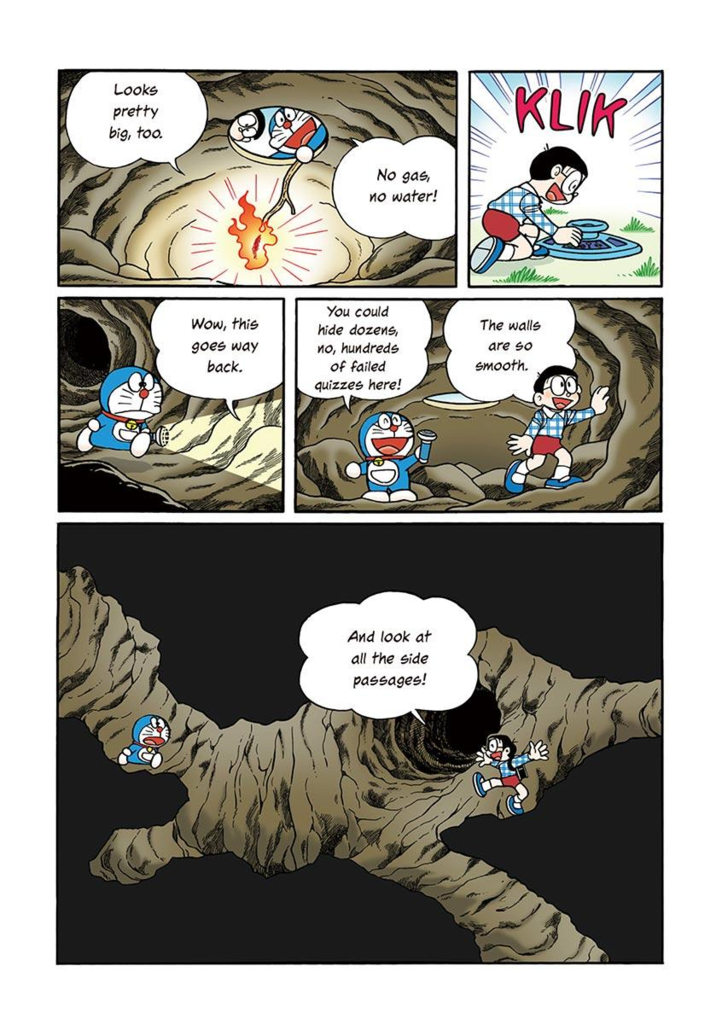 Looks
pretty
big, too.
No gas,
no water!
KLIK
Wow, this
goes way
back.
You could
hide dozens,
no, hundreds
of failed
quizzes here!
The walls
are so
smooth.
And look at
all the side
passages!